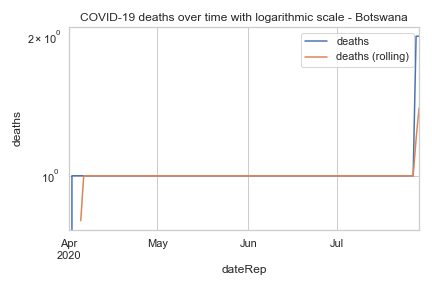 COVID-19 deaths over time with logarithmic scale - Botswana
2 × 10⁰
deaths
deaths (rolling)
deaths
10⁰
Apr May Jun Jul
2020
dateRep